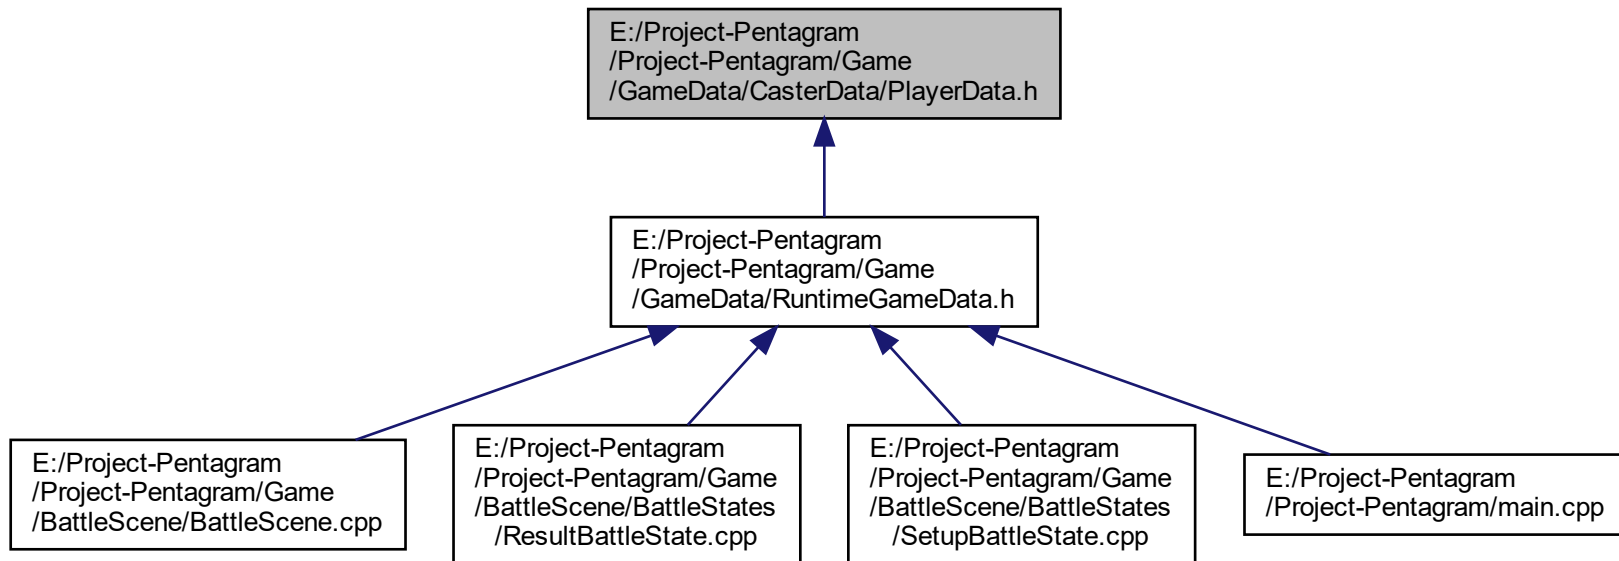 E:/Project-Pentagram
/Project-Pentagram/Game
/GameData/CasterData/PlayerData.h
E:/Project-Pentagram
/Project-Pentagram/Game
/GameData/RuntimeGameData.h
E:/Project-Pentagram
/Project-Pentagram/Game
/BattleScene/BattleScene.cpp
E:/Project-Pentagram
/Project-Pentagram/Game
/BattleScene/BattleStates
/ResultBattleState.cpp
E:/Project-Pentagram
/Project-Pentagram/Game
/BattleScene/BattleStates
/SetupBattleState.cpp
E:/Project-Pentagram
/Project-Pentagram/main.cpp